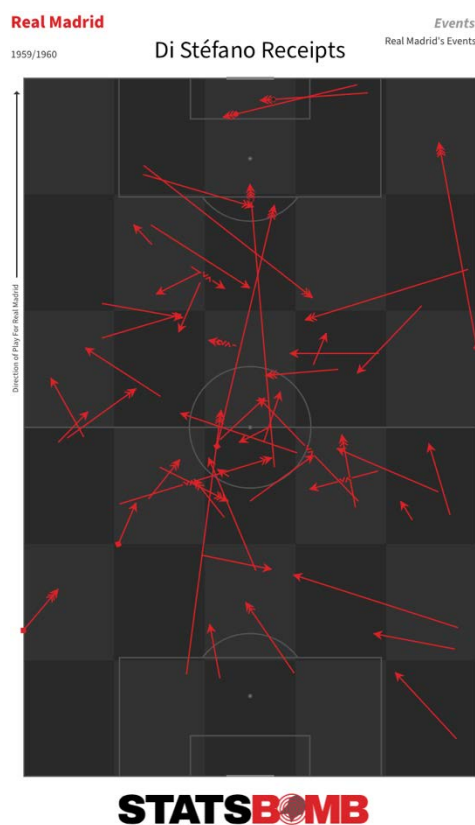 Real Madrid
Events
1959/1960
Di Stéfano Receipts
Real Madrid's Events
Direction of Play For Real Madrid
STATSBOMB